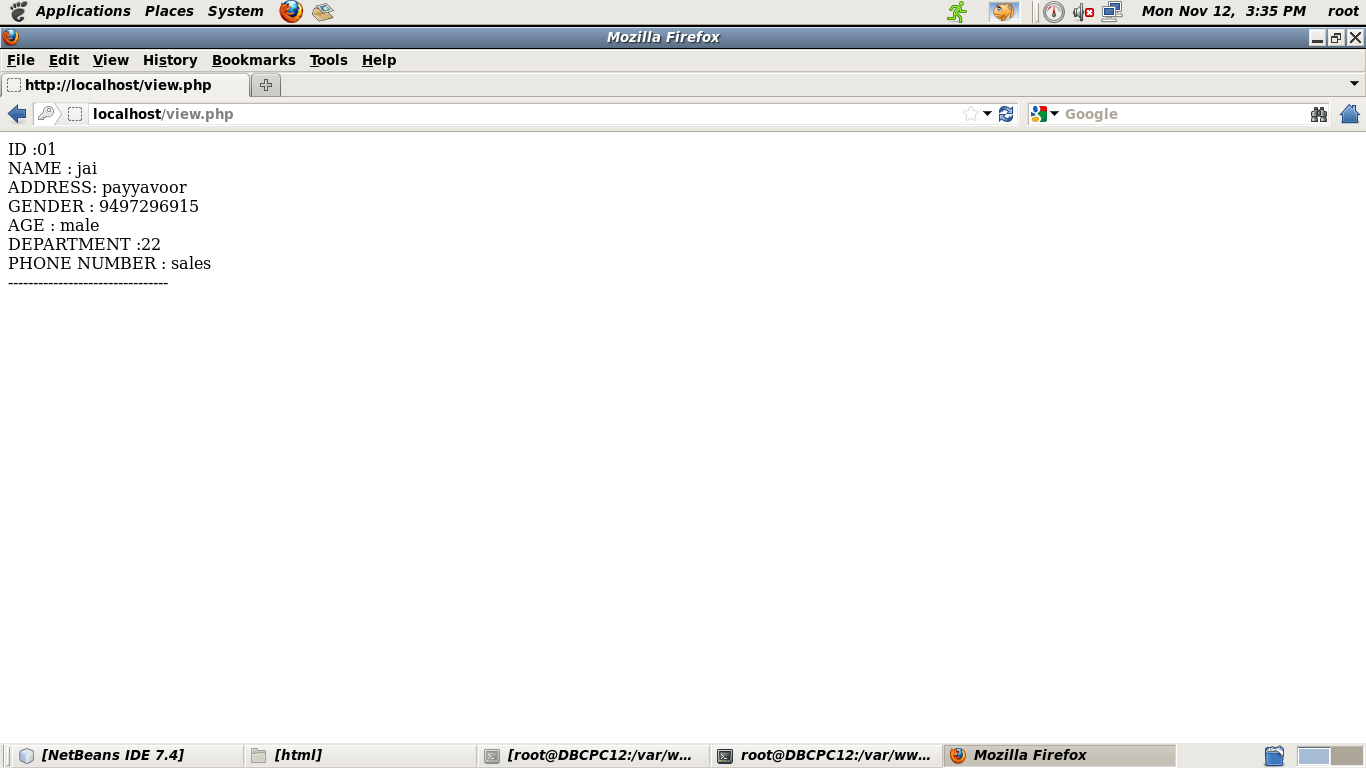 Applications Places System Mon Nov 12, 3:35 PM root
Mozilla Firefox
File Edit View History Bookmarks Tools Help
http://localhost/view.php
localhost/view.php Google
ID :01
NAME : jai
ADDRESS: payyavoor
GENDER : 9497296915
AGE : male
DEPARTMENT :22
PHONE NUMBER : sales
--------------------------------
[NetBeans IDE 7.4] [html] [root@DBCPC12:/var/w... root@DBCPC12:/var/ww... Mozilla Firefox